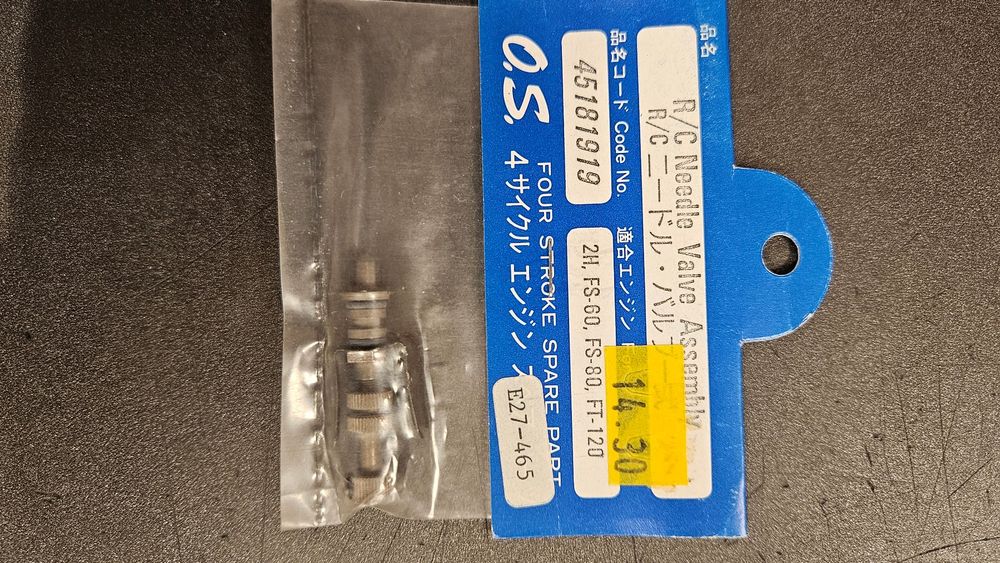 品名
R/C Needle Valve Assembly
R/C ニードル・バルブ
品名コード Code No.
45181919
適合エンジン
2H, FS-60, FS-80, FT-120
14.30
O.S.
FOUR STROKE SPARE PART
4サイクルエンジン
E27-465